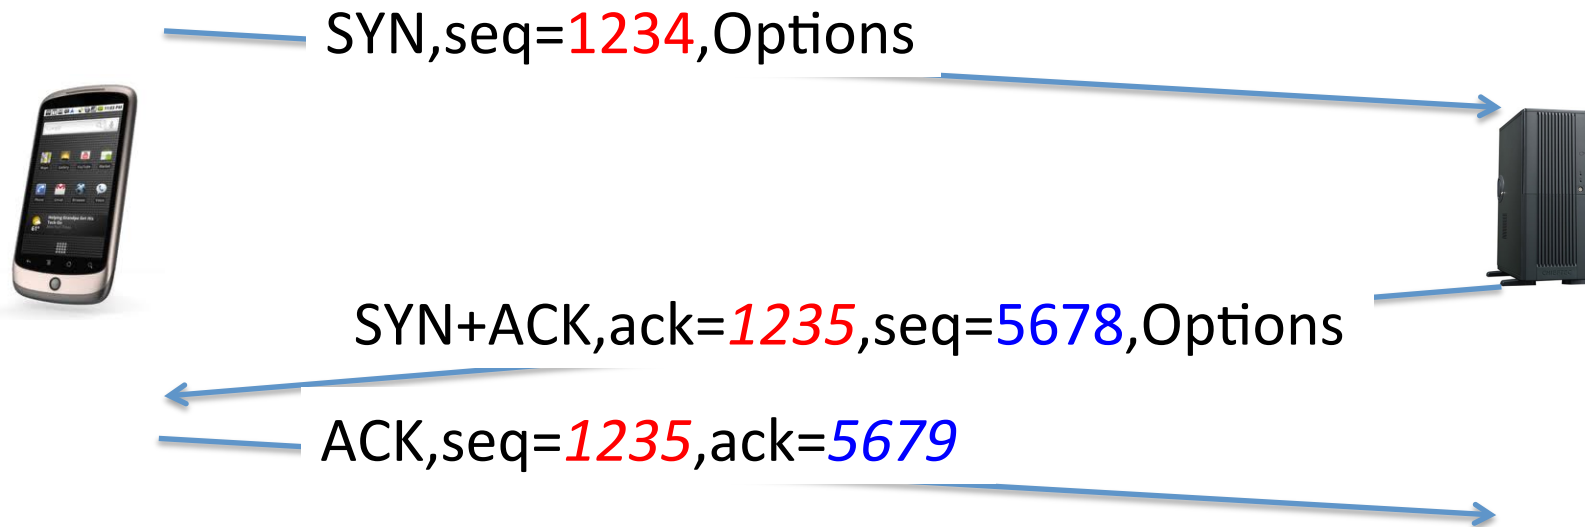 SYN,seq=1234,Options
SYN+ACK,ack=1235,seq=5678,Options
ACK,seq=1235,ack=5679